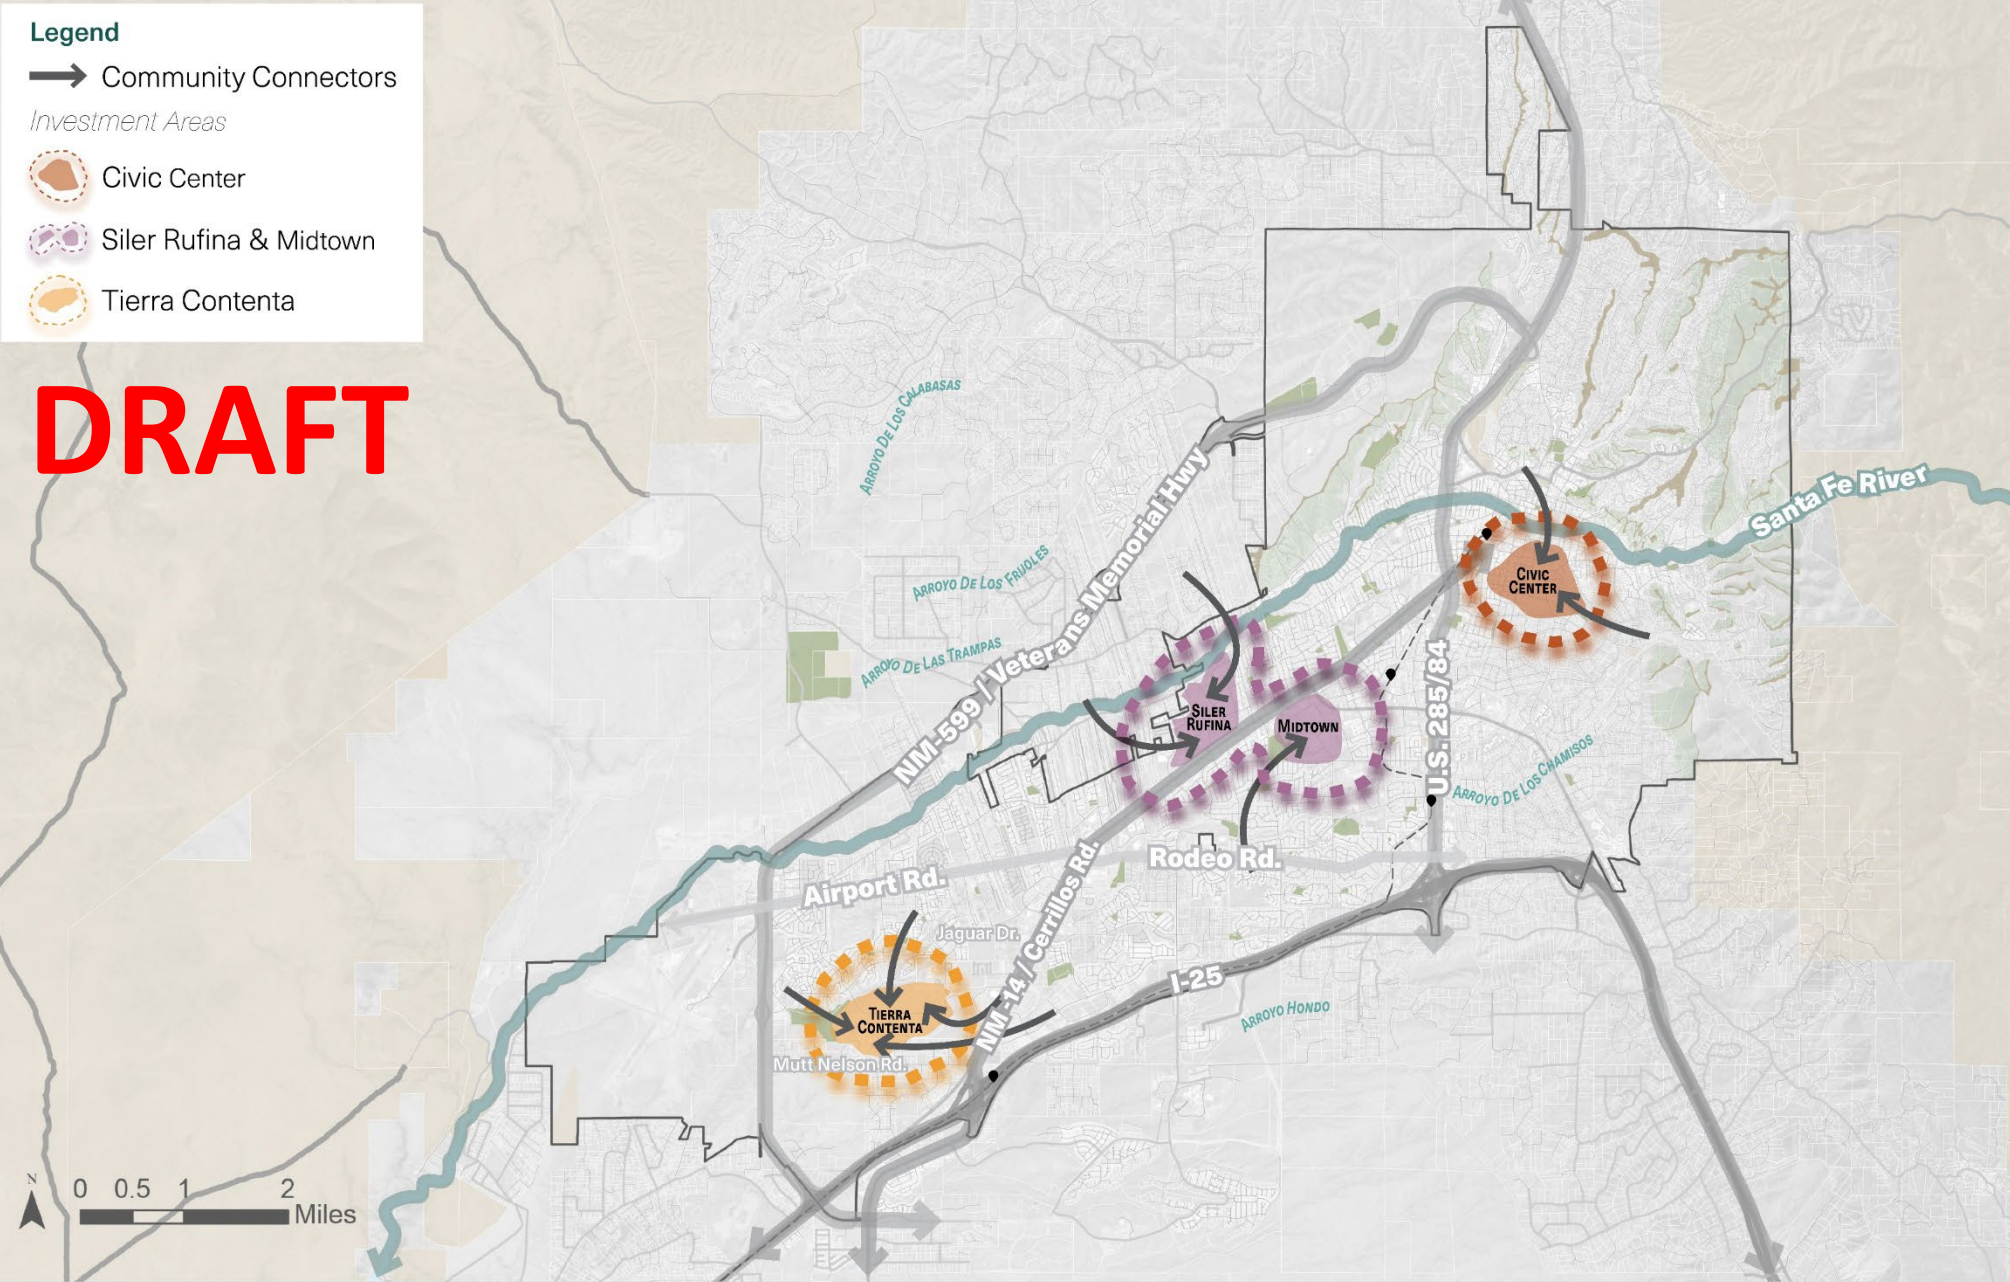 Legend
Community Connectors
Investment Areas
Civic Center
Siler Rufina & Midtown
Tierra Contenta
DRAFT
ARROYO DE LOS CALABASAS
Santa Fe River
NM-599 / Veterans Memorial Hwy
ARROYO DE LOS FRIJOLES
CIVIC
CENTER
ARROYO DE LAS TRAMPAS
SILER
RUFINA
MIDTOWN
U.S. 285/84
ARROYO DE LOS CHAMISOS
Rodeo Rd.
Airport Rd.
NM-14 / Cerrillos Rd.
Jaguar Dr.
I-25
TIERRA
CONTENTA
ARROYO HONDO
Mutt Nelson Rd.
N
0 0.5 1 2
Miles